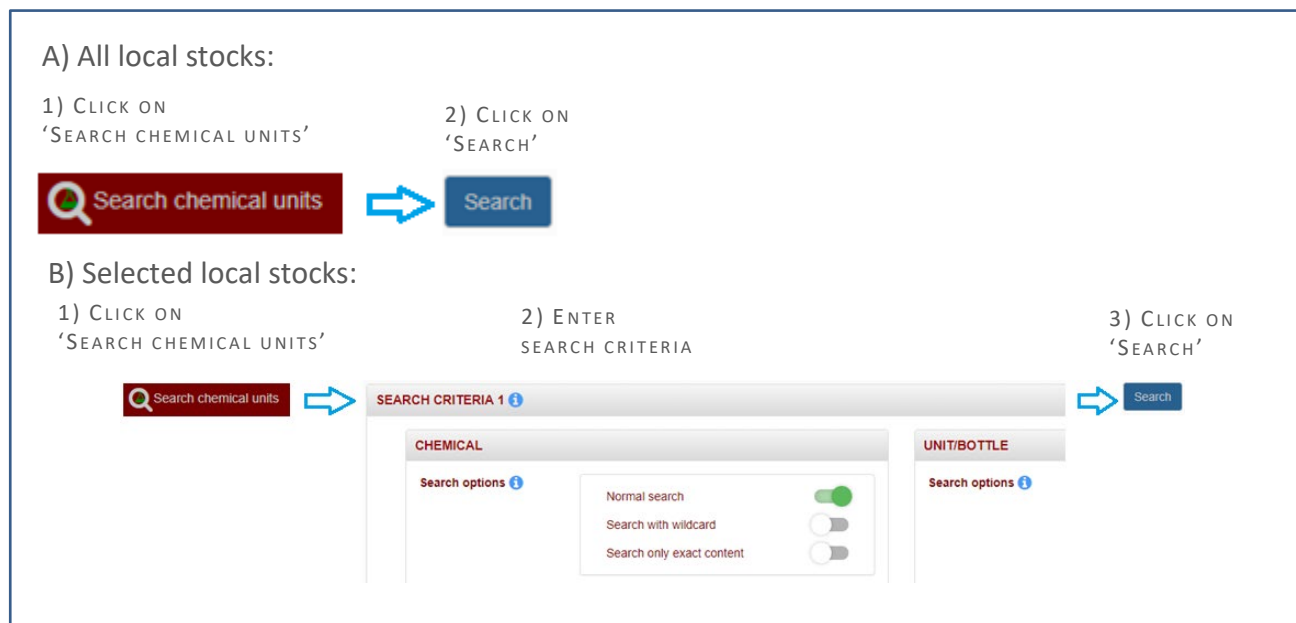 A) All local stocks:
1) CLICK ON
‘SEARCH CHEMICAL UNITS’
2) CLICK ON
‘SEARCH’
Search chemical units
Search
B) Selected local stocks:
1) CLICK ON
‘SEARCH CHEMICAL UNITS’
2) ENTER
SEARCH CRITERIA
3) CLICK ON
‘SEARCH’
Search chemical units
SEARCH CRITERIA 1
Search
CHEMICAL
UNIT/BOTTLE
Search options
Normal search
Search with wildcard
Search only exact content
Search options